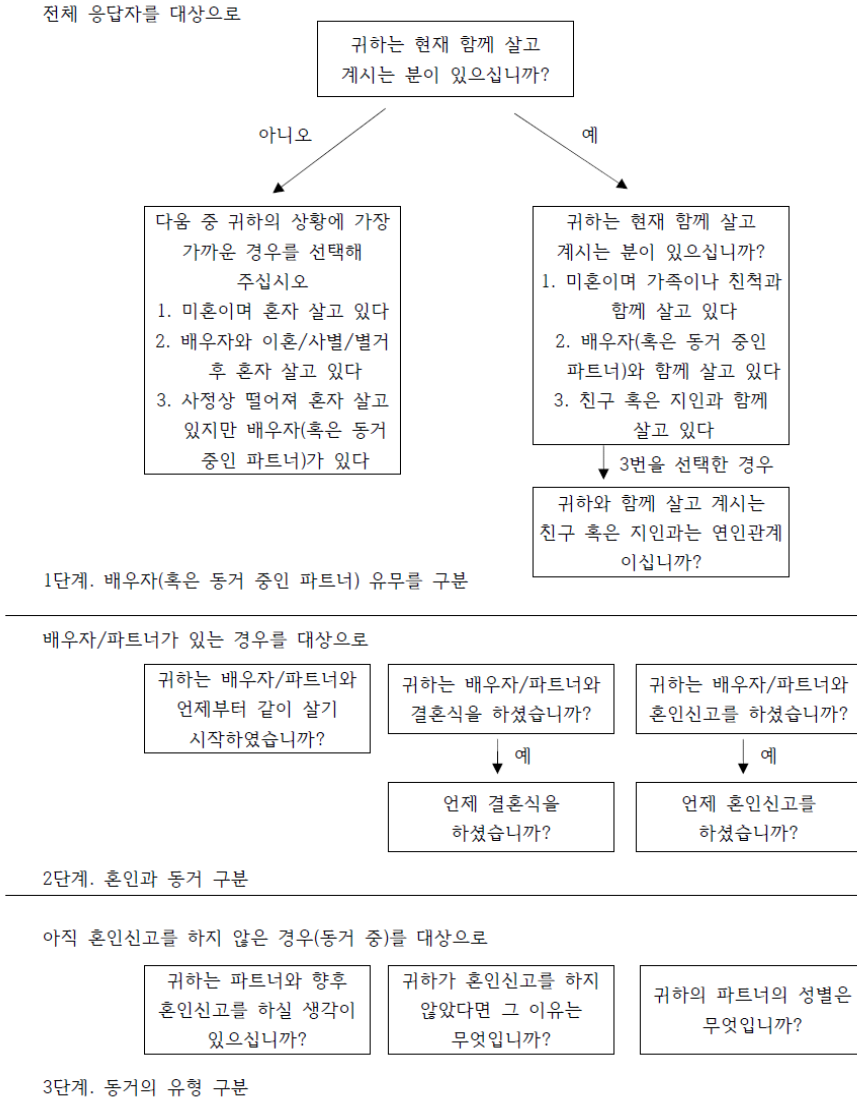 전체 응답자를 대상으로
귀하는 현재 함께 살고
계시는 분이 있으십니까?
아니오
예
다움 중 귀하의 상황에 가장
가까운 경우를 선택해
주십시오
1. 미혼이며 혼자 살고 있다
2. 배우자와 이혼/사별/별거
후 혼자 살고 있다
3. 사정상 떨어져 혼자 살고
있지만 배우자(혹은 동거
중인 파트너)가 있다
귀하는 현재 함께 살고
계시는 분이 있으십니까?
1. 미혼이며 가족이나 친척과
함께 살고 있다
2. 배우자(혹은 동거 중인
파트너)와 함께 살고 있다
3. 친구 혹은 지인과 함께
살고 있다
3번을 선택한 경우
귀하와 함께 살고 계시는
친구 혹은 지인과는 연인관계
이십니까?
1단계. 배우자(혹은 동거 중인 파트너) 유무를 구분
배우자/파트너가 있는 경우를 대상으로
귀하는 배우자/파트너와
언제부터 같이 살기
시작하였습니까?
귀하는 배우자/파트너와
결혼식을 하셨습니까?
예
언제 결혼식을
하셨습니까?
귀하는 배우자/파트너와
혼인신고를 하셨습니까?
예
언제 혼인신고를
하셨습니까?
2단계. 혼인과 동거 구분
아직 혼인신고를 하지 않은 경우(동거 중)를 대상으로
귀하는 파트너와 향후
혼인신고를 하실 생각이
있으십니까?
귀하가 혼인신고를 하지
않았다면 그 이유는
무엇입니까?
귀하의 파트너의 성별은
무엇입니까?
3단계. 동거의 유형 구분